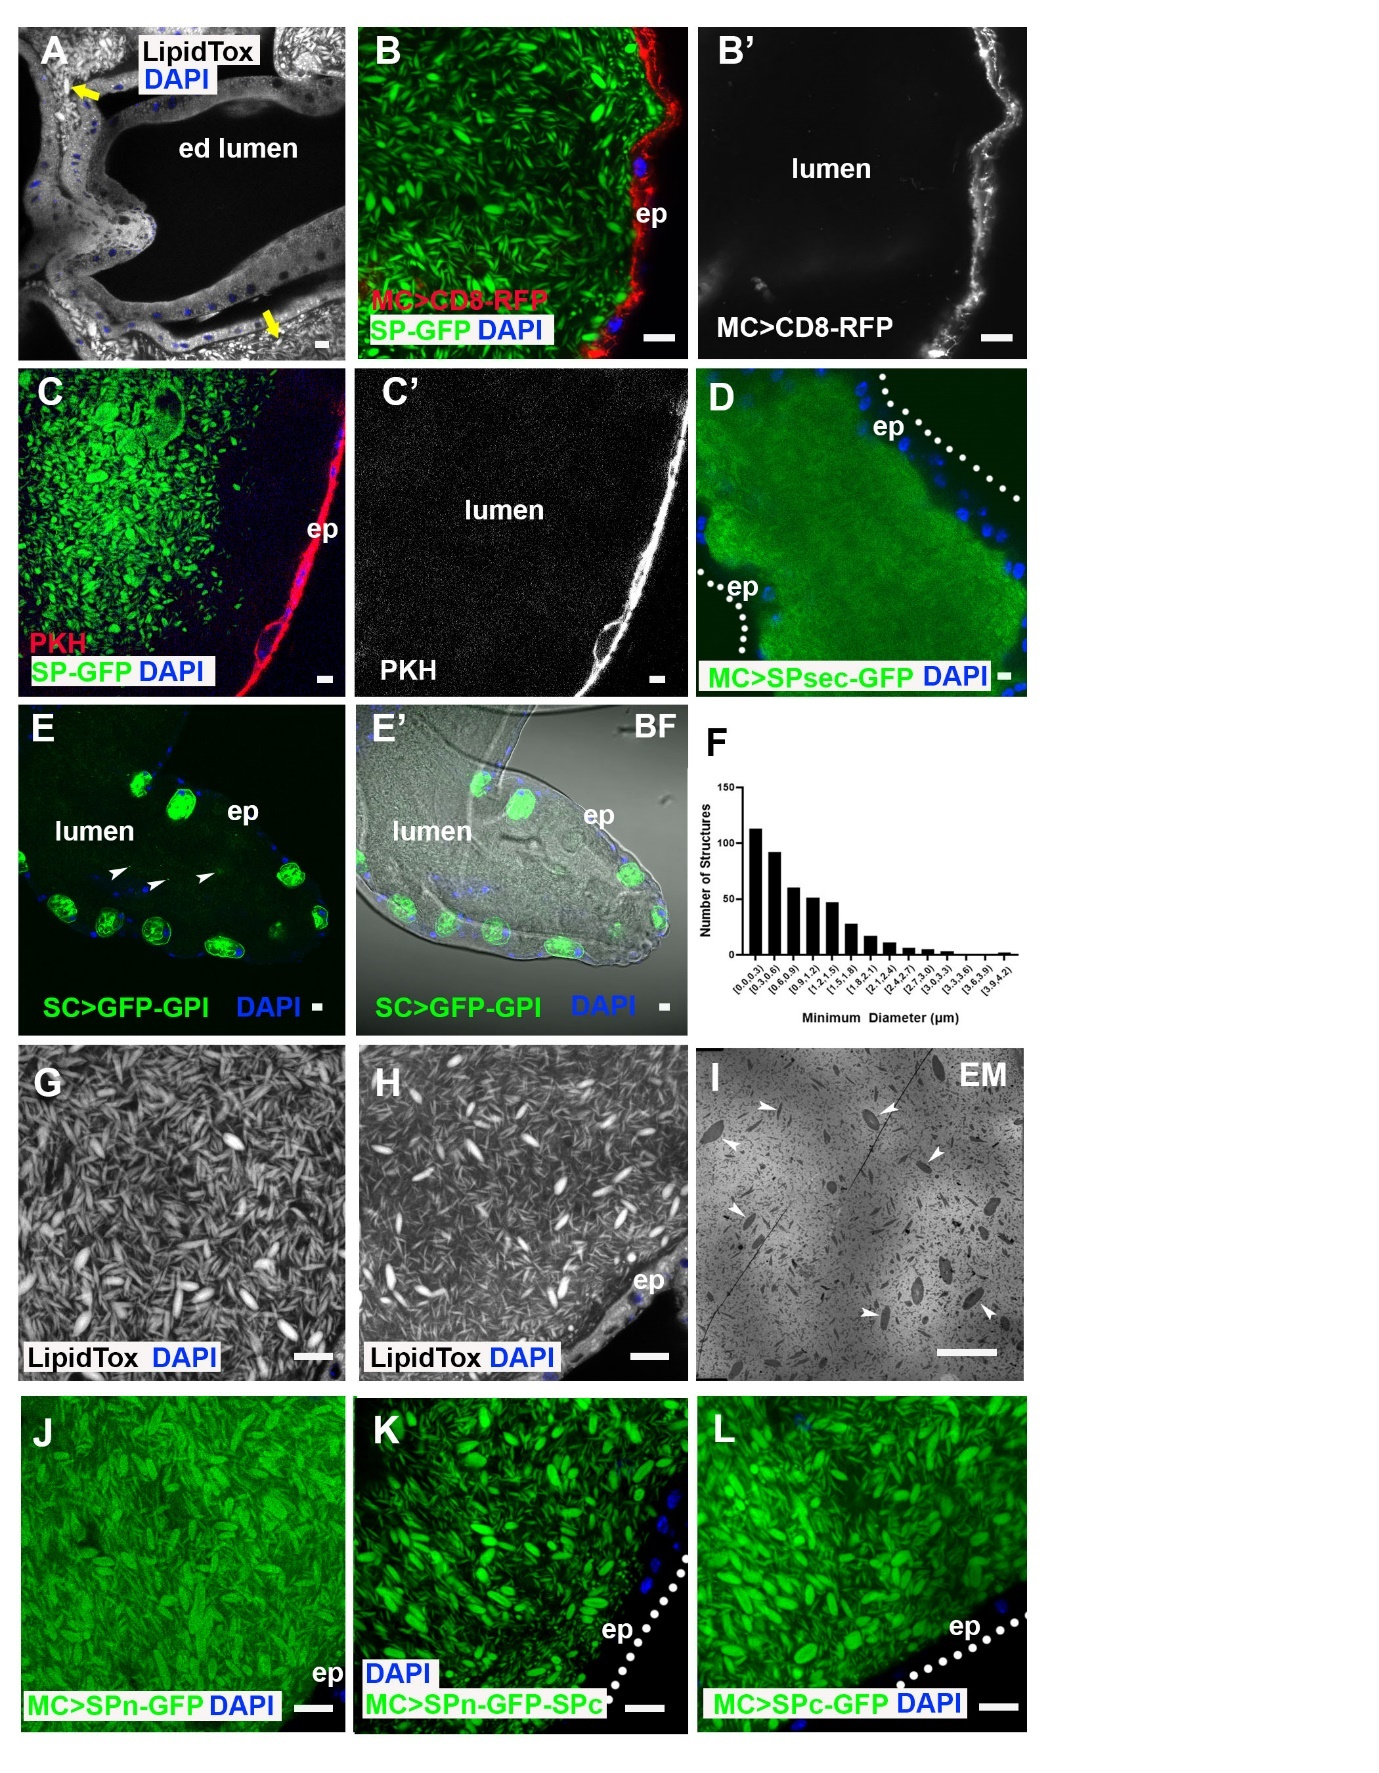 A
LipidTox
DAPI
ed lumen
B
ep
MC>CD8-RFP
SP-GFP DAPI
B’
lumen
MC>CD8-RFP
C
ep
PKH
SP-GFP DAPI
C’
lumen
PKH
D
ep
ep
MC>SPsec-GFP DAPI
E
ep
lumen
SC>GFP-GPI DAPI
E’
BF
ep
lumen
SC>GFP-GPI DAPI
F
Number of Structures
150
100
50
0
[0.0,0.3)
[0.3,0.6)
[0.6,0.9)
[0.9,1.2)
[1.2,1.5)
[1.5,1.8)
[1.8,2.1)
[2.1,2.4)
[2.4,2.7)
[2.7,3.0)
[3.0,3.3)
[3.3,3.6)
[3.6,3.9)
[3.9,4.2)
Minimum Diameter (µm)
G
LipidTox DAPI
H
ep
LipidTox DAPI
I
EM
J
ep
MC>SPn-GFP DAPI
K
ep
DAPI
MC>SPn-GFP-SPc
L
ep
MC>SPc-GFP DAPI